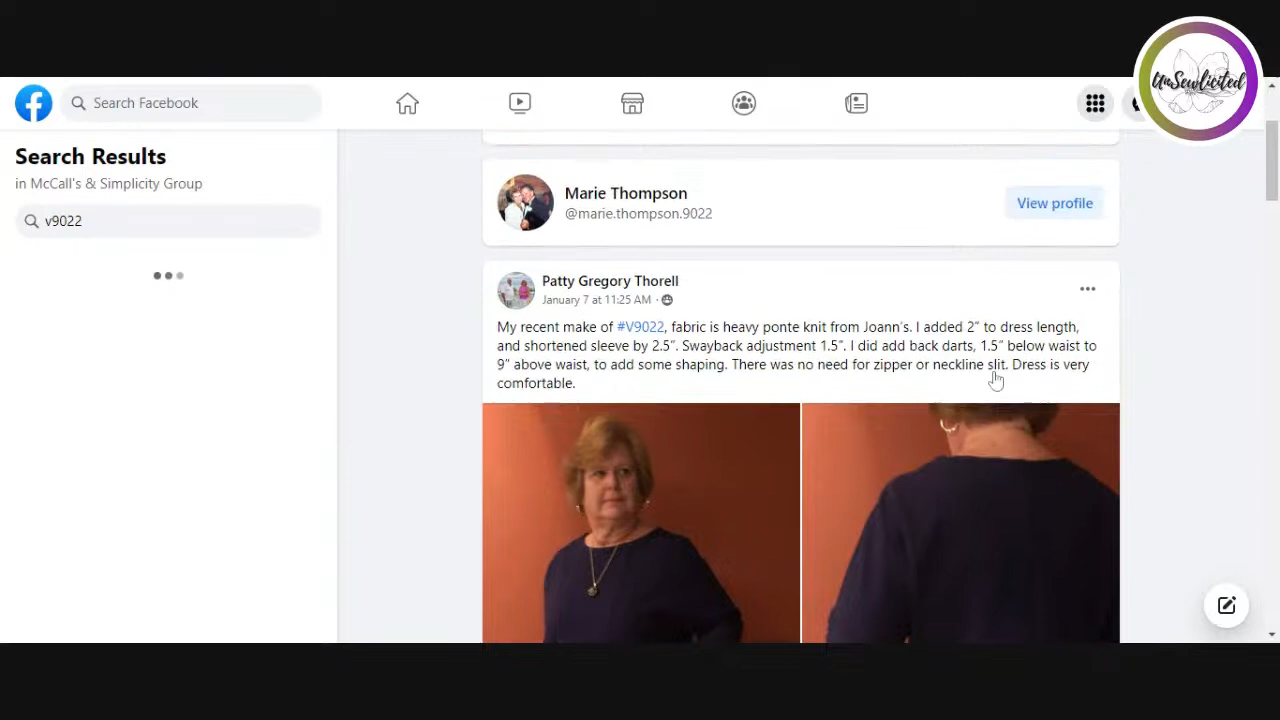 UnSewlicited
Search Facebook
Search Results
in McCall's & Simplicity Group
v9022
Marie Thompson
@marie.thompson.9022
View profile
Patty Gregory Thorell
January 7 at 11:25 AM ·
My recent make of #V9022, fabric is heavy ponte knit from Joann's. I added 2" to dress length,
and shortened sleeve by 2.5". Swayback adjustment 1.5". I did add back darts, 1.5" below waist to
9" above waist, to add some shaping. There was no need for zipper or neckline slit. Dress is very
comfortable.